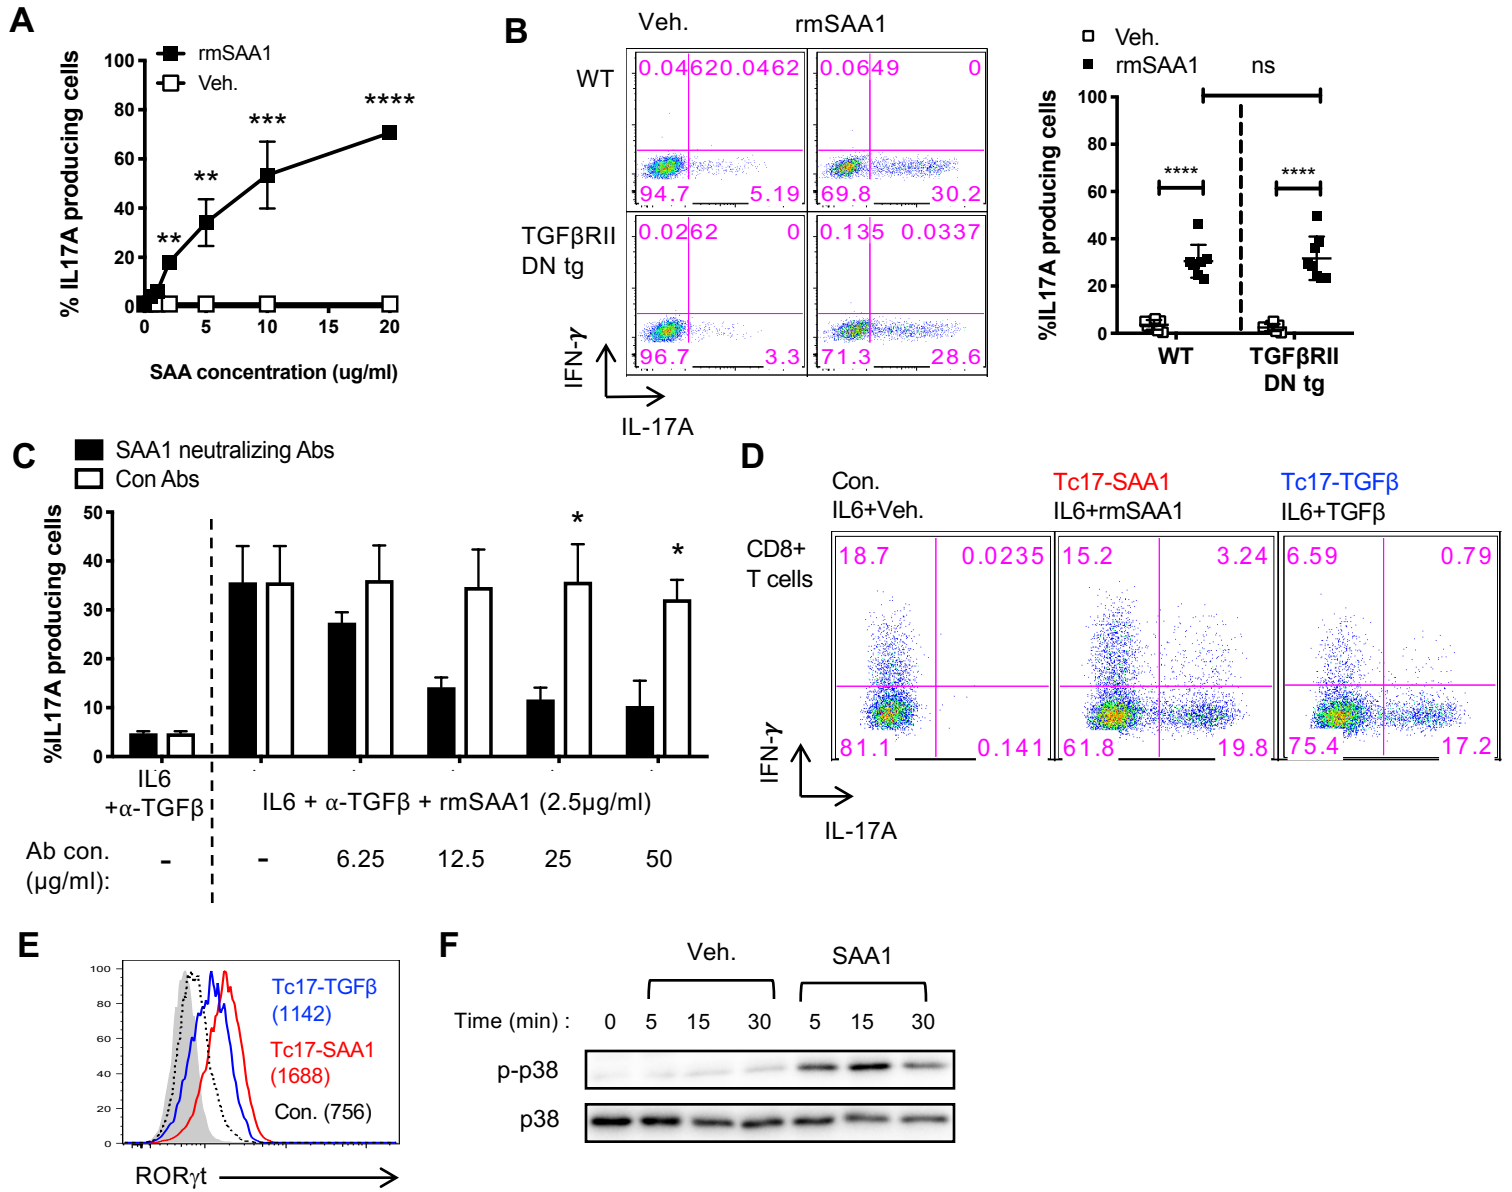 A
rmSAA1
Veh.
% IL17A producing cells
100
80
60
40
20
0
** ** *** ****
0 5 10 15 20
SAA concentration (ug/ml)
B
Veh. rmSAA1
WT
0.0462 0.0462 0.0649 0
94.7 5.19 69.8 30.2
TGFβRII
DN tg
0.0262 0 0.135 0.0337
96.7 3.3 71.3 28.6
IFN-γ
IL-17A
Veh.
rmSAA1
ns
%IL17A producing cells
100
80
60
40
20
0
**** ****
WT TGFβRII
DN tg
C
SAA1 neutralizing Abs
Con Abs
%IL17A producing cells
50
40
30
20
10
0
* *
IL6
+α-TGFβ
IL6 + α-TGFβ + rmSAA1 (2.5µg/ml)
Ab con.
(µg/ml):
- - 6.25 12.5 25 50
D
Con. Tc17-SAA1 Tc17-TGFβ
IL6+Veh. IL6+rmSAA1 IL6+TGFβ
CD8+
T cells
18.7 0.0235 15.2 3.24 6.59 0.79
81.1 0.141 61.8 19.8 75.4 17.2
IFN-γ
IL-17A
E
100
80
60
40
20
0
Tc17-TGFβ
(1142)
Tc17-SAA1
(1688)
Con. (756)
RORγt
F
Veh. SAA1
Time (min) : 0 5 15 30 5 15 30
p-p38
p38